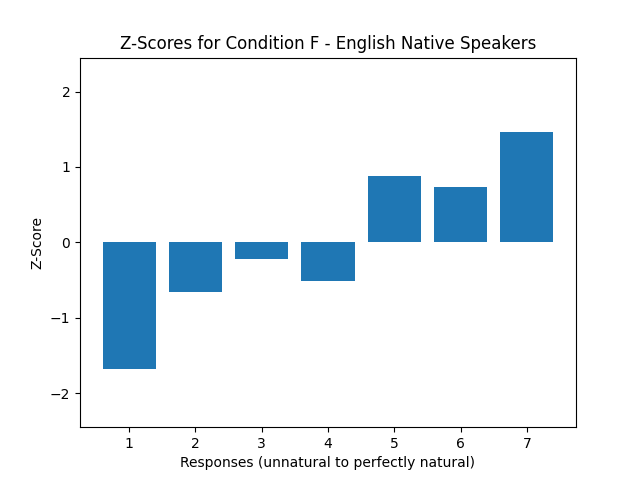 Z-Scores for Condition F - English Native Speakers
2
1
0
−1
−2
Z-Score
1 2 3 4 5 6 7
Responses (unnatural to perfectly natural)